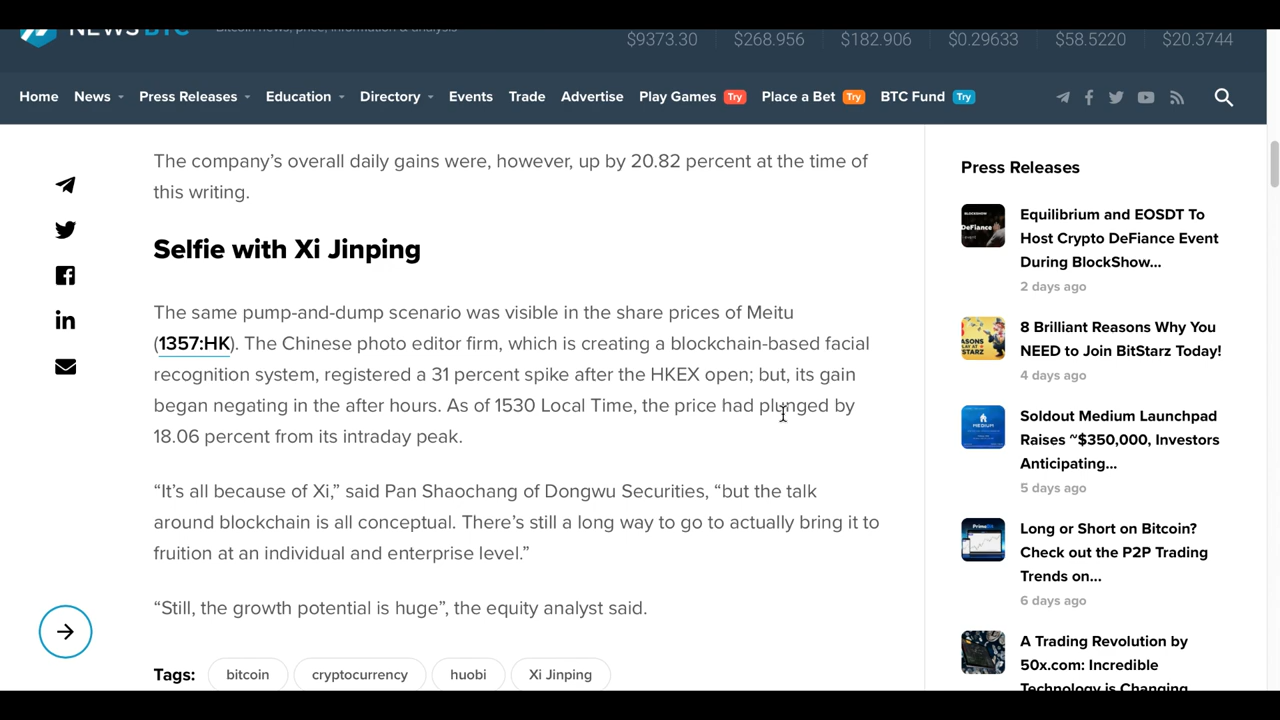 NEWSBTC
Bitcoin news, price, information & analysis
$9373.30 $268.956 $182.906 $0.29633 $58.5220 $20.3744
Home News Press Releases Education Directory Events Trade Advertise Play Games Try Place a Bet Try BTC Fund Try
The company’s overall daily gains were, however, up by 20.82 percent at the time of
this writing.
Selfie with Xi Jinping
The same pump-and-dump scenario was visible in the share prices of Meitu
(1357:HK). The Chinese photo editor firm, which is creating a blockchain-based facial
recognition system, registered a 31 percent spike after the HKEX open; but, its gain
began negating in the after hours. As of 1530 Local Time, the price had plunged by
18.06 percent from its intraday peak.
“It’s all because of Xi,” said Pan Shaochang of Dongwu Securities, “but the talk
around blockchain is all conceptual. There’s still a long way to go to actually bring it to
fruition at an individual and enterprise level.”
“Still, the growth potential is huge”, the equity analyst said.
Tags: bitcoin cryptocurrency huobi Xi Jinping
Press Releases
Equilibrium and EOSDT To
Host Crypto DeFiance Event
During BlockShow...
2 days ago
8 Brilliant Reasons Why You
NEED to Join BitStarz Today!
4 days ago
Soldout Medium Launchpad
Raises ~$350,000, Investors
Anticipating...
5 days ago
Long or Short on Bitcoin?
Check out the P2P Trading
Trends on...
6 days ago
A Trading Revolution by
50x.com: Incredible
Technology is Changing